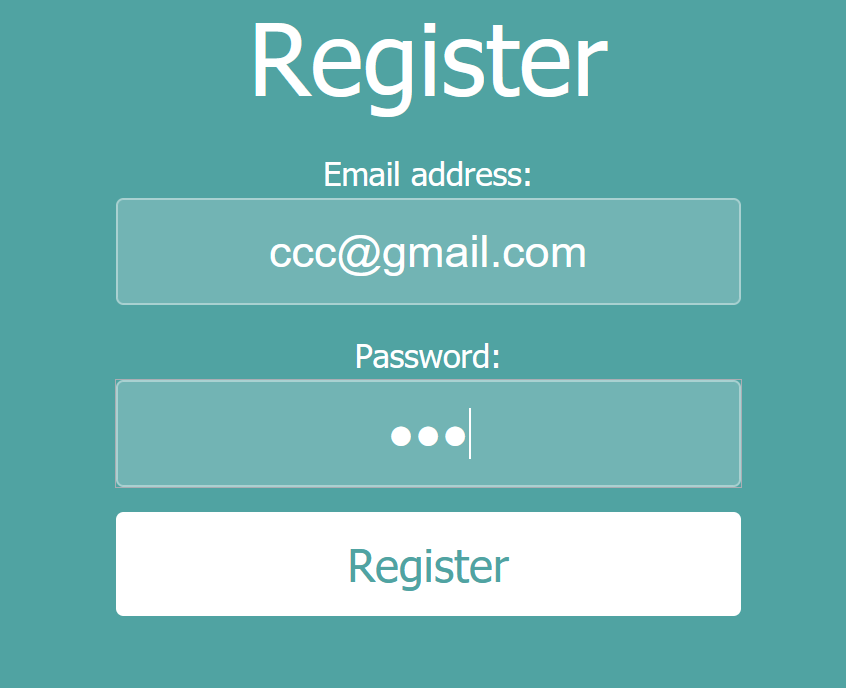 Register
Email address:
ccc@gmail.com
Password:
●●●
Register